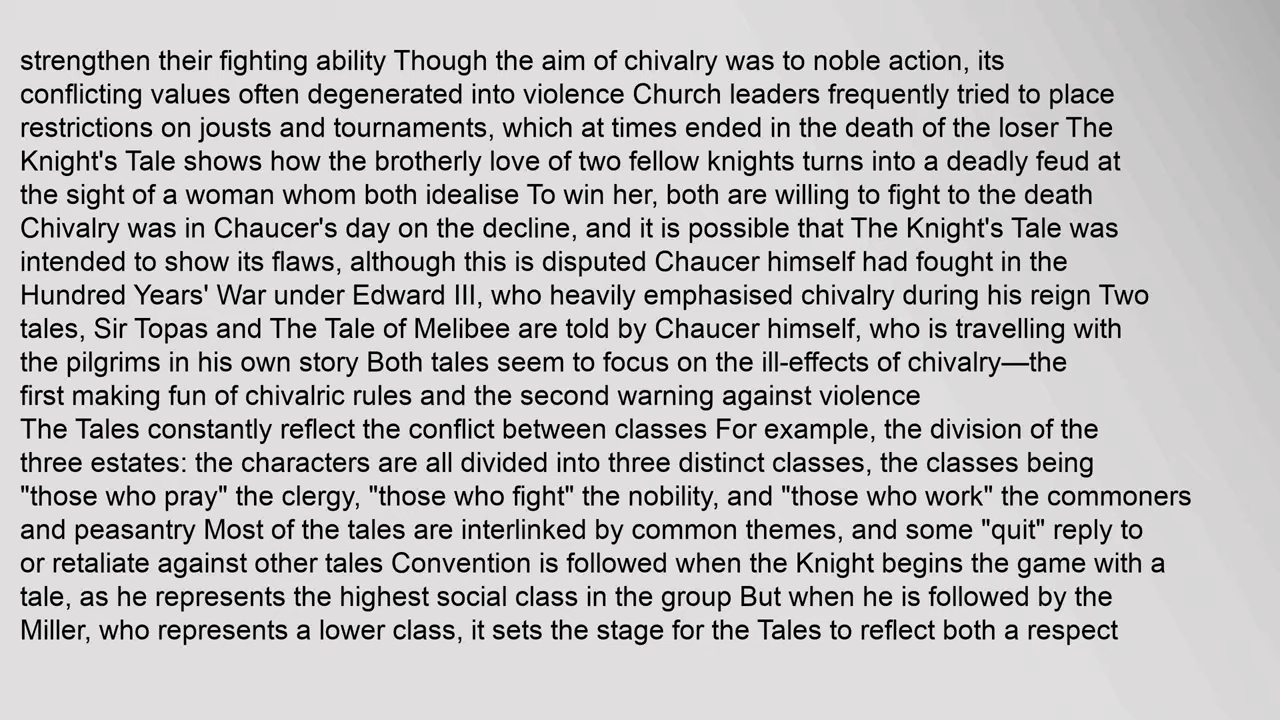 strengthen their fighting ability Though the aim of chivalry was to noble action, its
conflicting values often degenerated into violence Church leaders frequently tried to place
restrictions on jousts and tournaments, which at times ended in the death of the loser The
Knight's Tale shows how the brotherly love of two fellow knights turns into a deadly feud at
the sight of a woman whom both idealise To win her, both are willing to fight to the death
Chivalry was in Chaucer's day on the decline, and it is possible that The Knight's Tale was
intended to show its flaws, although this is disputed Chaucer himself had fought in the
Hundred Years' War under Edward III, who heavily emphasised chivalry during his reign Two
tales, Sir Topas and The Tale of Melibee are told by Chaucer himself, who is travelling with
the pilgrims in his own story Both tales seem to focus on the ill-effects of chivalry—the
first making fun of chivalric rules and the second warning against violence
The Tales constantly reflect the conflict between classes For example, the division of the
three estates: the characters are all divided into three distinct classes, the classes being
"those who pray" the clergy, "those who fight" the nobility, and "those who work" the commoners
and peasantry Most of the tales are interlinked by common themes, and some "quit" reply to
or retaliate against other tales Convention is followed when the Knight begins the game with a
tale, as he represents the highest social class in the group But when he is followed by the
Miller, who represents a lower class, it sets the stage for the Tales to reflect both a respect